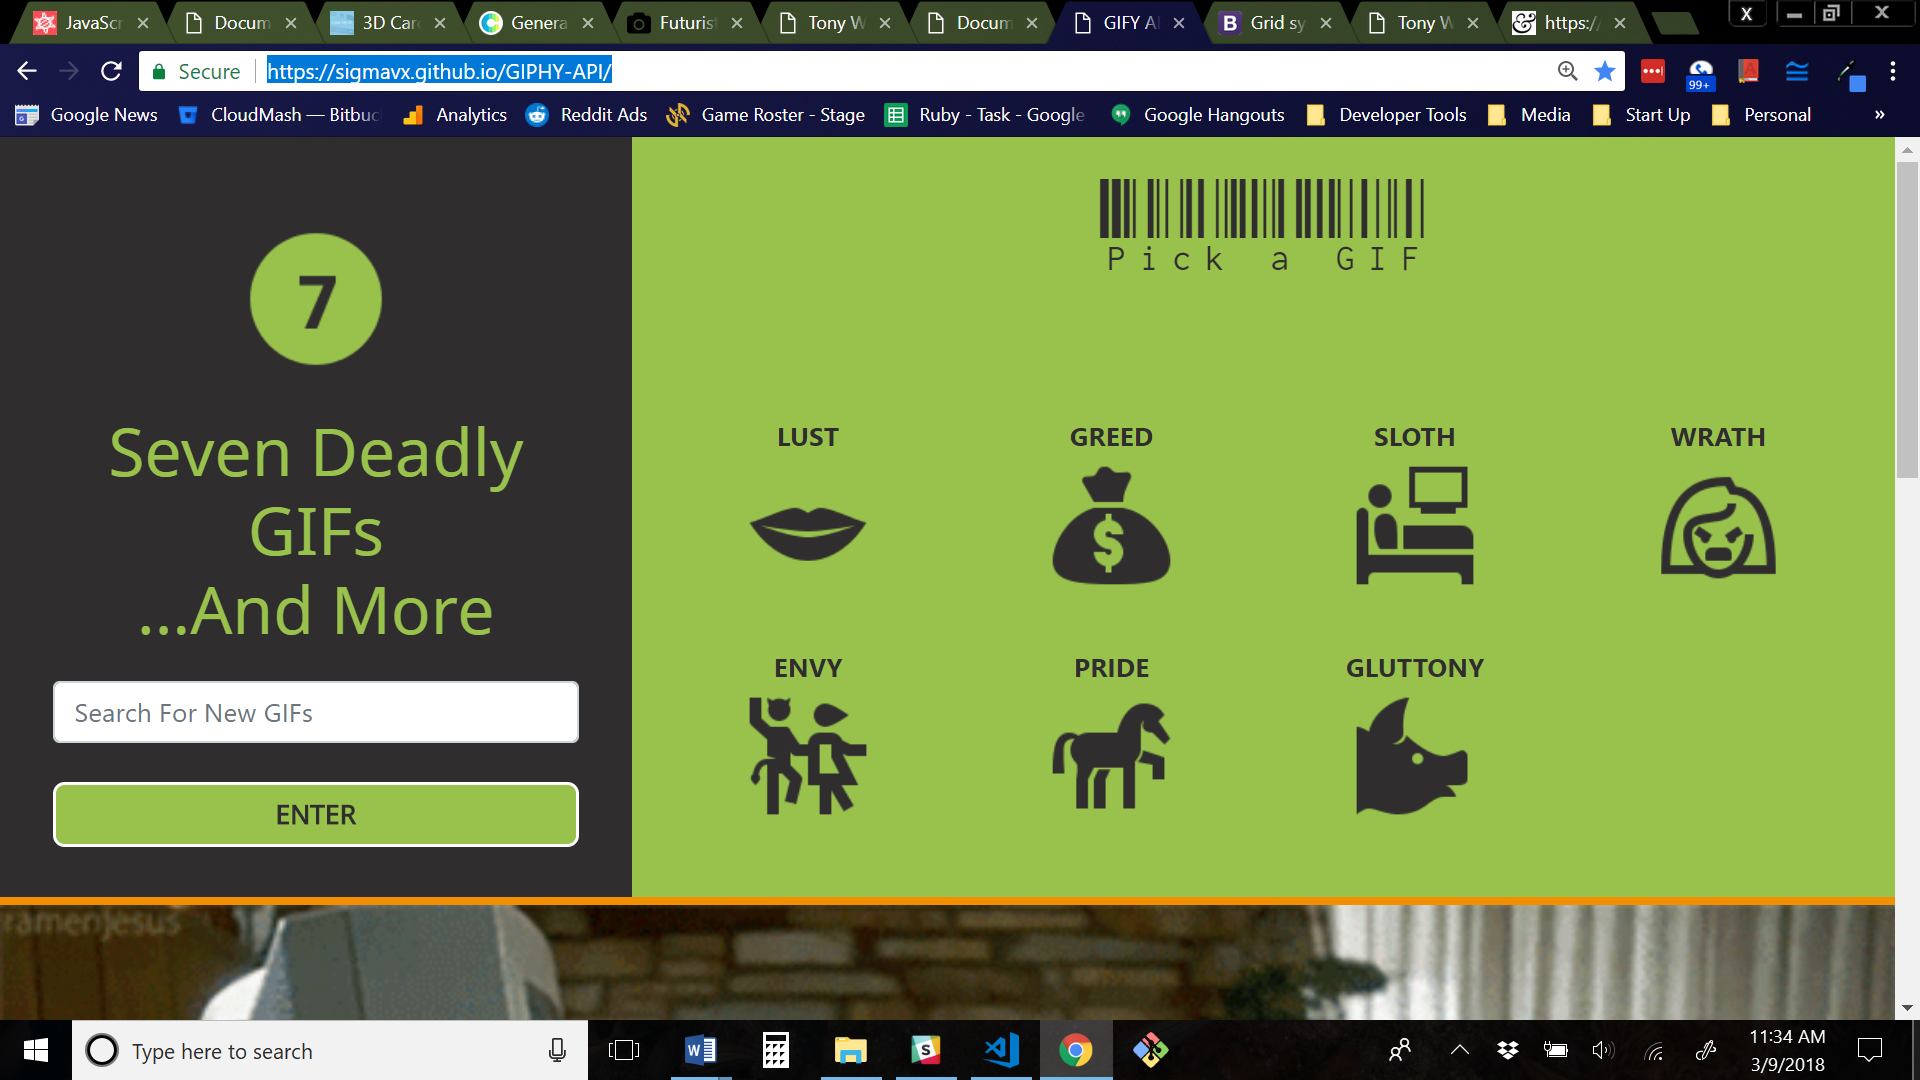 JavaScr
Docum
3D Car
Genera
Futurist
Tony W
Docum
GIFY A
Grid sy
Tony W
https:/
X
Secure
https://sigmavx.github.io/GIPHY-API/
99+
Google News
CloudMash — Bitbuc
Analytics
Reddit Ads
Game Roster - Stage
Ruby - Task - Google
Google Hangouts
Developer Tools
Media
Start Up
Personal
»
7
Seven Deadly
GIFs
...And More
Search For New GIFs
ENTER
Pick a GIF
LUST
GREED
SLOTH
WRATH
$
ENVY
PRIDE
GLUTTONY
ramenjesus
Type here to search
11:34 AM
3/9/2018